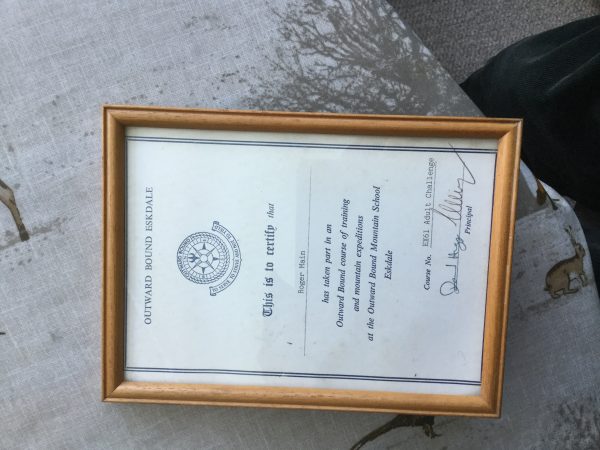 OUTWARD BOUND ESKDALE
This is to certify that
Roger Main
has taken part in an
Outward Bound course of training
and mountain expeditions
at the Outward Bound Mountain School
Eskdale
Course No. EX61 Adult Challenge
Principal